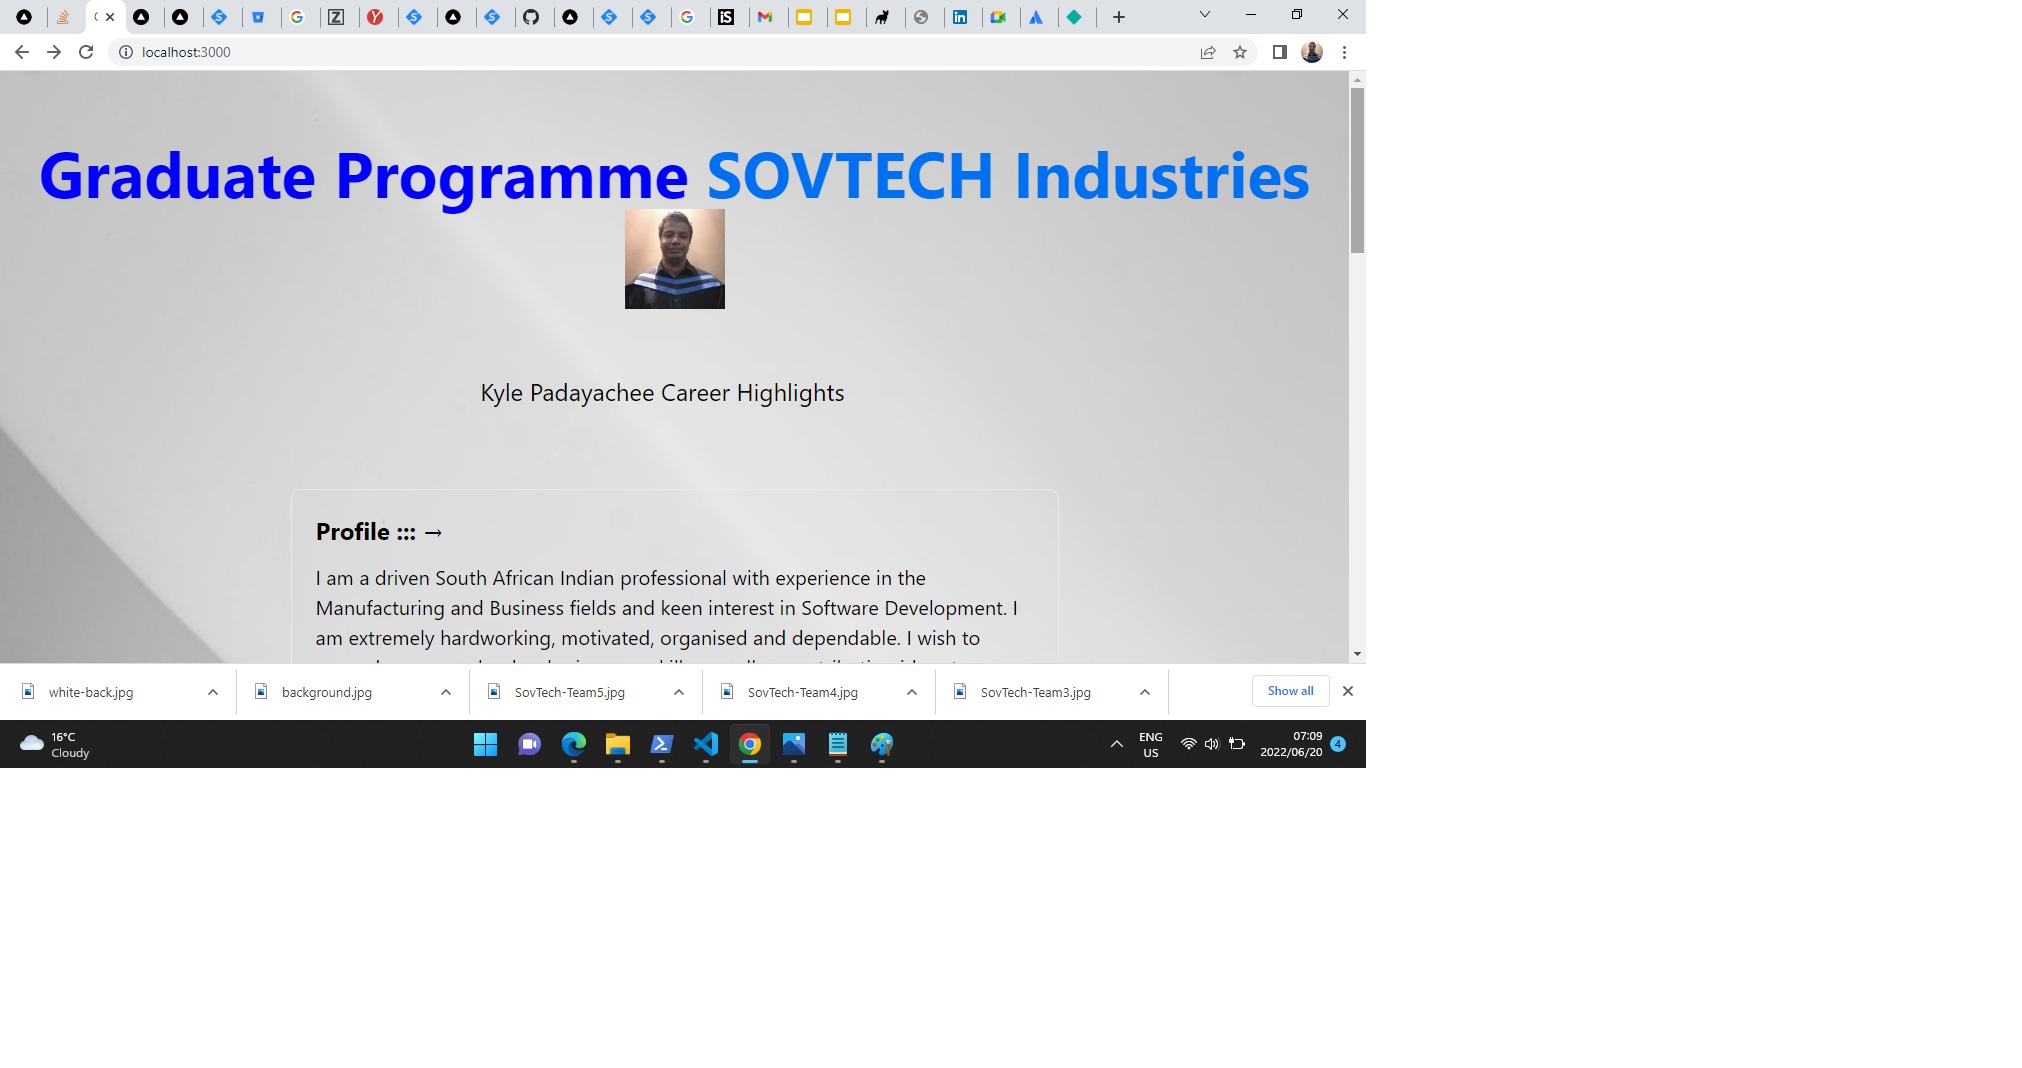 localhost:3000
Graduate Programme SOVTECH Industries
Kyle Padayachee Career Highlights
Profile ::: →
I am a driven South African Indian professional with experience in the
Manufacturing and Business fields and keen interest in Software Development. I
am extremely hardworking, motivated, organised and dependable. I wish to
white-back.jpg
background.jpg
SovTech-Team5.jpg
SovTech-Team4.jpg
SovTech-Team3.jpg
Show all
16°C
Cloudy
ENG
US
07:09
2022/06/20
4